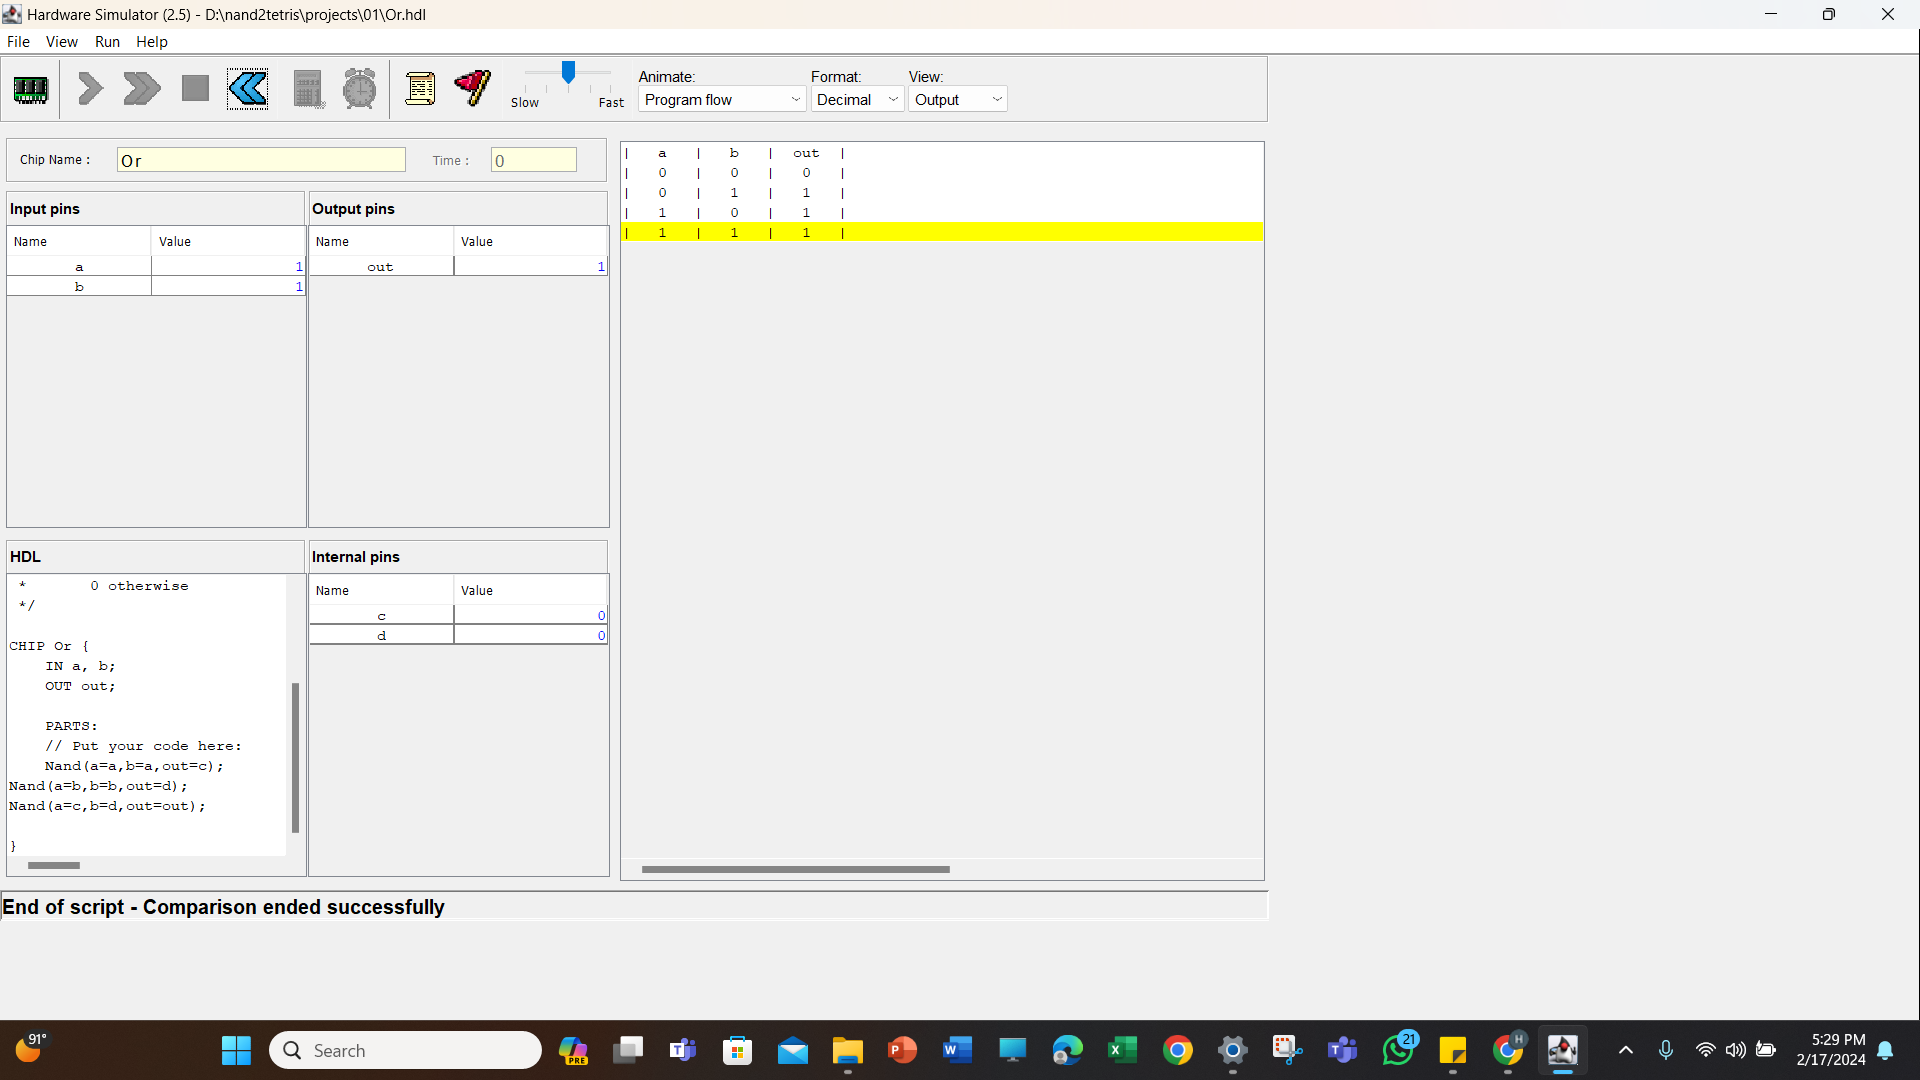 Hardware Simulator (2.5) - D:\nand2tetris\projects\01\Or.hdl
File View Run Help
Slow Fast
Animate: Format: View:
Program flow Decimal Output
Chip Name : Or Time : 0
Input pins
Name Value
a 1
b 1
Output pins
Name Value
out 1
| a | b | out |
| 0 | 0 | 0 |
| 0 | 1 | 1 |
| 1 | 0 | 1 |
| 1 | 1 | 1 |
HDL
* 0 otherwise
*/
CHIP Or {
IN a, b;
OUT out;
PARTS:
// Put your code here:
Nand(a=a,b=a,out=c);
Nand(a=b,b=b,out=d);
Nand(a=c,b=d,out=out);
}
Internal pins
Name Value
c 0
d 0
End of script - Comparison ended successfully
91°
Search
PRE
21
H
5:29 PM
2/17/2024